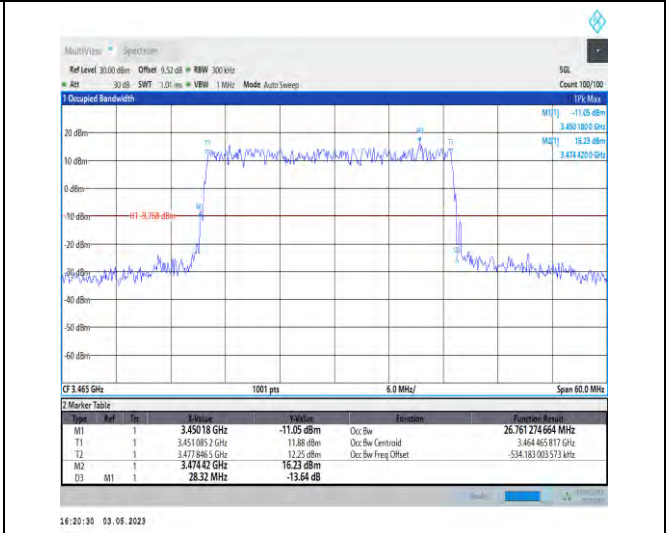 MultiView Spectrum
Ref Level 30.00 dBm Offset 9.52 dB RBW 300 kHz SGL
Att 30 dB SWT 1.01 ms VBW 1 MHz Mode Auto Sweep Count 100/100
1 Occupied Bandwidth 1Pk Max
M1[1] -11.05 dBm
3.450 180 0 GHz
M2[1] 16.23 dBm
3.474 420 0 GHz
20 dBm
M2
T1
T2
10 dBm
0 dBm
M1
-10 dBm
H1 -9.768 dBm
-20 dBm
-30 dBm
-40 dBm
-50 dBm
-60 dBm
CF 3.465 GHz 1001 pts 6.0 MHz/ Span 60.0 MHz
2 Marker Table
Type Ref Trc X-Value Y-Value Function Function Result
M1 1 3.45018 GHz -11.05 dBm Occ Bw 26.761 274 664 MHz
T1 1 3.451 085 2 GHz 11.88 dBm Occ Bw Centroid 3.464 465 817 GHz
T2 1 3.477 846 5 GHz 12.25 dBm Occ Bw Freq Offset -534.183 003 573 kHz
M2 1 3.47442 GHz 16.23 dBm
D3 M1 1 28.32 MHz -13.64 dB
16:20:30 03.05.2023